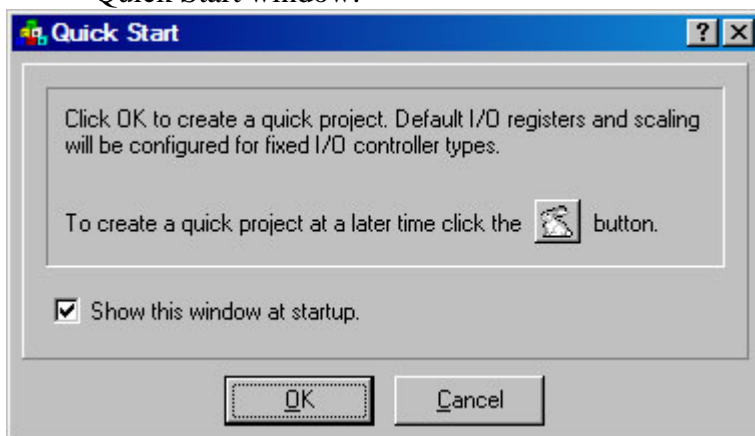 Quick Start window.
Quick Start
Click OK to create a quick project. Default I/O registers and scaling
will be configured for fixed I/O controller types.
To create a quick project at a later time click the button.
Show this window at startup.
OK
Cancel